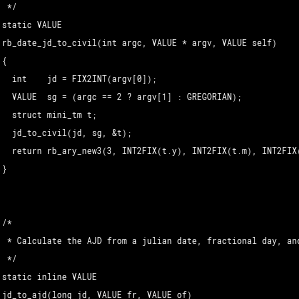 */
static VALUE
rb_date_jd_to_civil(int argc, VALUE * argv, VALUE self)
{
int    jd = FIX2INT(argv[0]);
VALUE  sg = (argc == 2 ? argv[1] : GREGORIAN);
struct mini_tm t;
jd_to_civil(jd, sg, &t);
return rb_ary_new3(3, INT2FIX(t.y), INT2FIX(t.m), INT2FIX(
}
/*
* Calculate the AJD from a julian date, fractional day, and
*/
static inline VALUE
jd_to_ajd(long jd, VALUE fr, VALUE of)